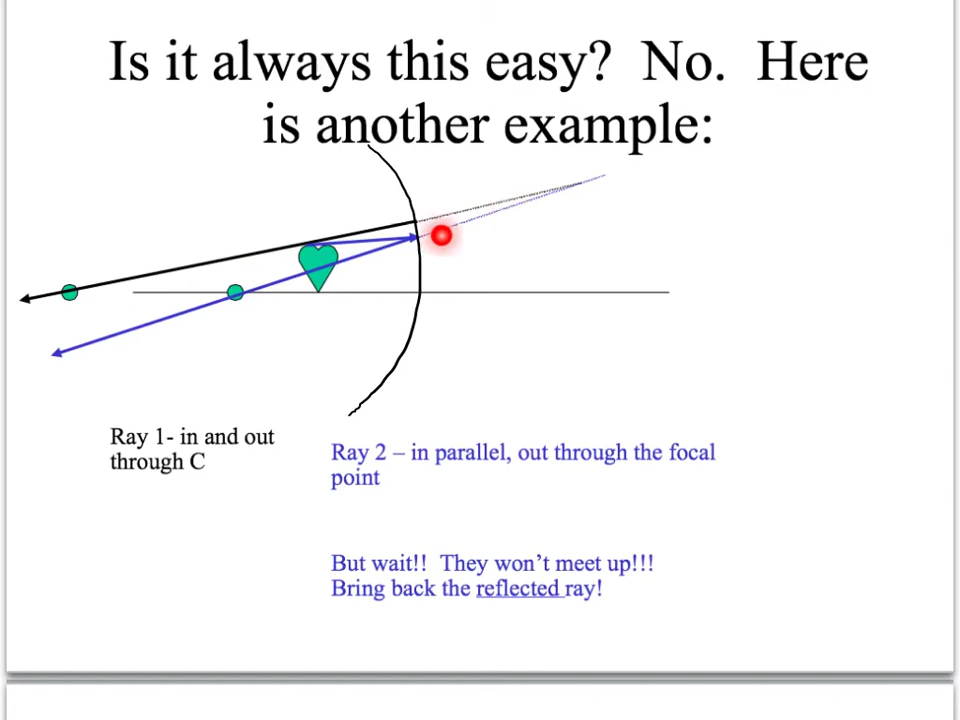 Is it always this easy?  No.  Here
is another example:
Ray 1- in and out
through C
Ray 2 – in parallel, out through the focal
point
But wait!!  They won’t meet up!!!
Bring back the reflected ray!